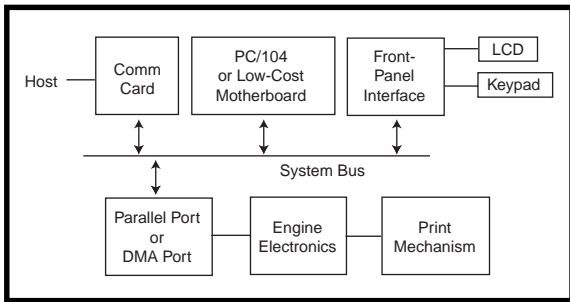 Host
Comm
Card
PC/104
or Low-Cost
Motherboard
Front-
Panel
Interface
LCD
Keypad
System Bus
Parallel Port
or
DMA Port
Engine
Electronics
Print
Mechanism